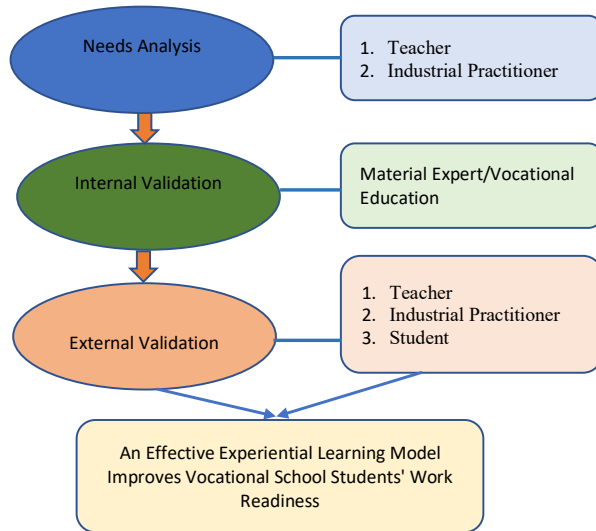 Needs Analysis
1. Teacher
2. Industrial Practitioner
Internal Validation
Material Expert/Vocational
Education
External Validation
1. Teacher
2. Industrial Practitioner
3. Student
An Effective Experiential Learning Model
Improves Vocational School Students' Work
Readiness